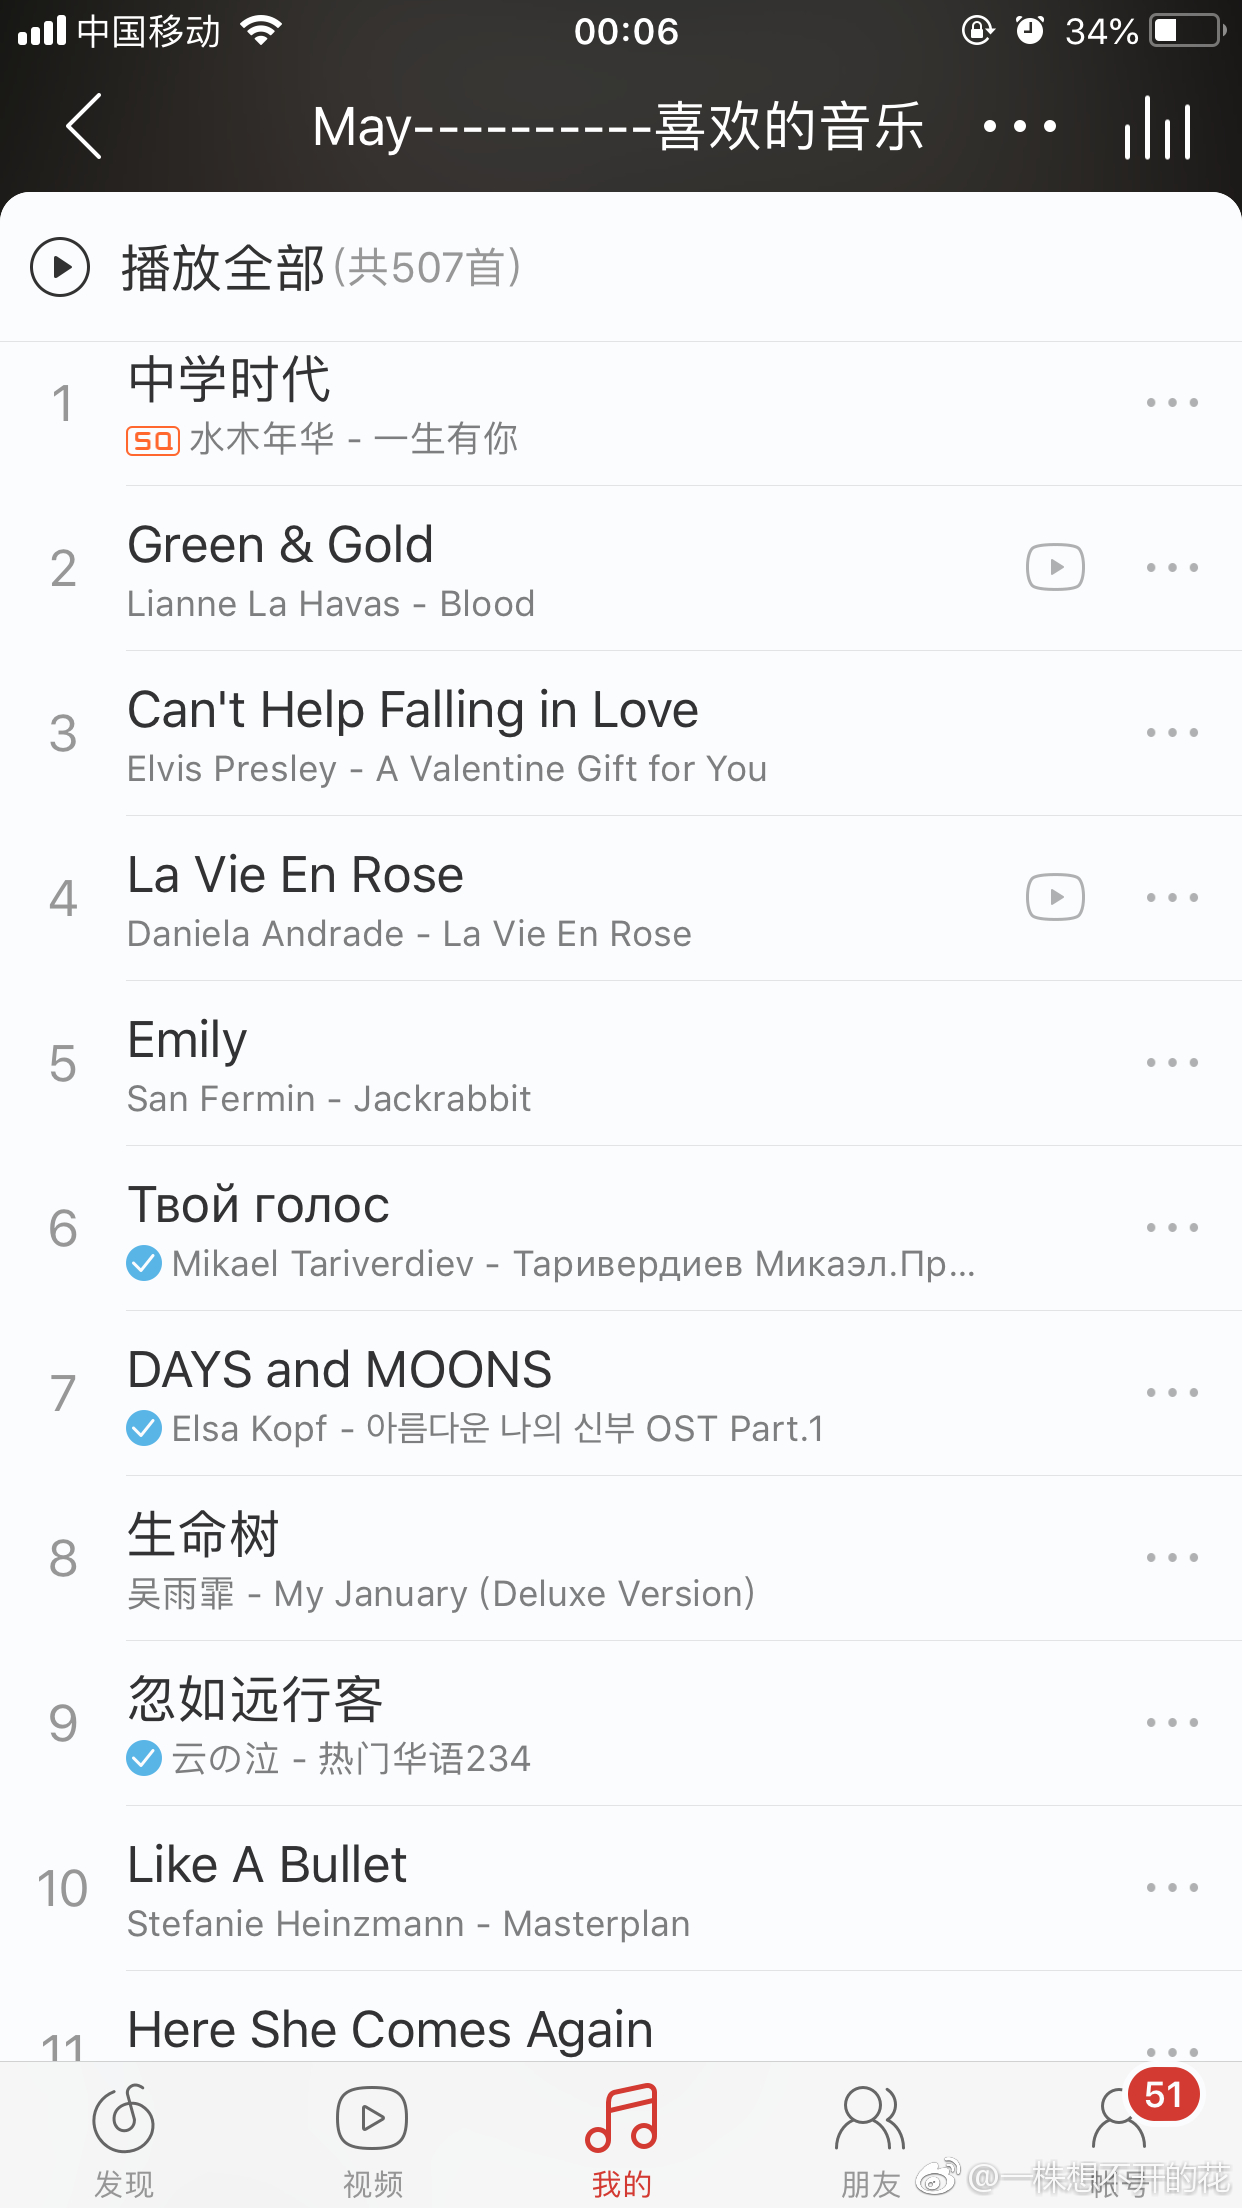 中国移动
00:06
34%
May----------喜欢的音乐
播放全部(共507首)
1
中学时代
SQ 水木年华 - 一生有你
2
Green & Gold
Lianne La Havas - Blood
3
Can't Help Falling in Love
Elvis Presley - A Valentine Gift for You
4
La Vie En Rose
Daniela Andrade - La Vie En Rose
5
Emily
San Fermin - Jackrabbit
6
Твой голос
Mikael Tariverdiev - Таривердиев Микаэл.Пр...
7
DAYS and MOONS
Elsa Kopf - 아름다운 나의 신부 OST Part.1
8
生命树
吴雨霏 - My January (Deluxe Version)
9
忽如远行客
云の泣 - 热门华语234
10
Like A Bullet
Stefanie Heinzmann - Masterplan
11
Here She Comes Again
51
发现
视频
我的
朋友
帐号
@一株想不开的花